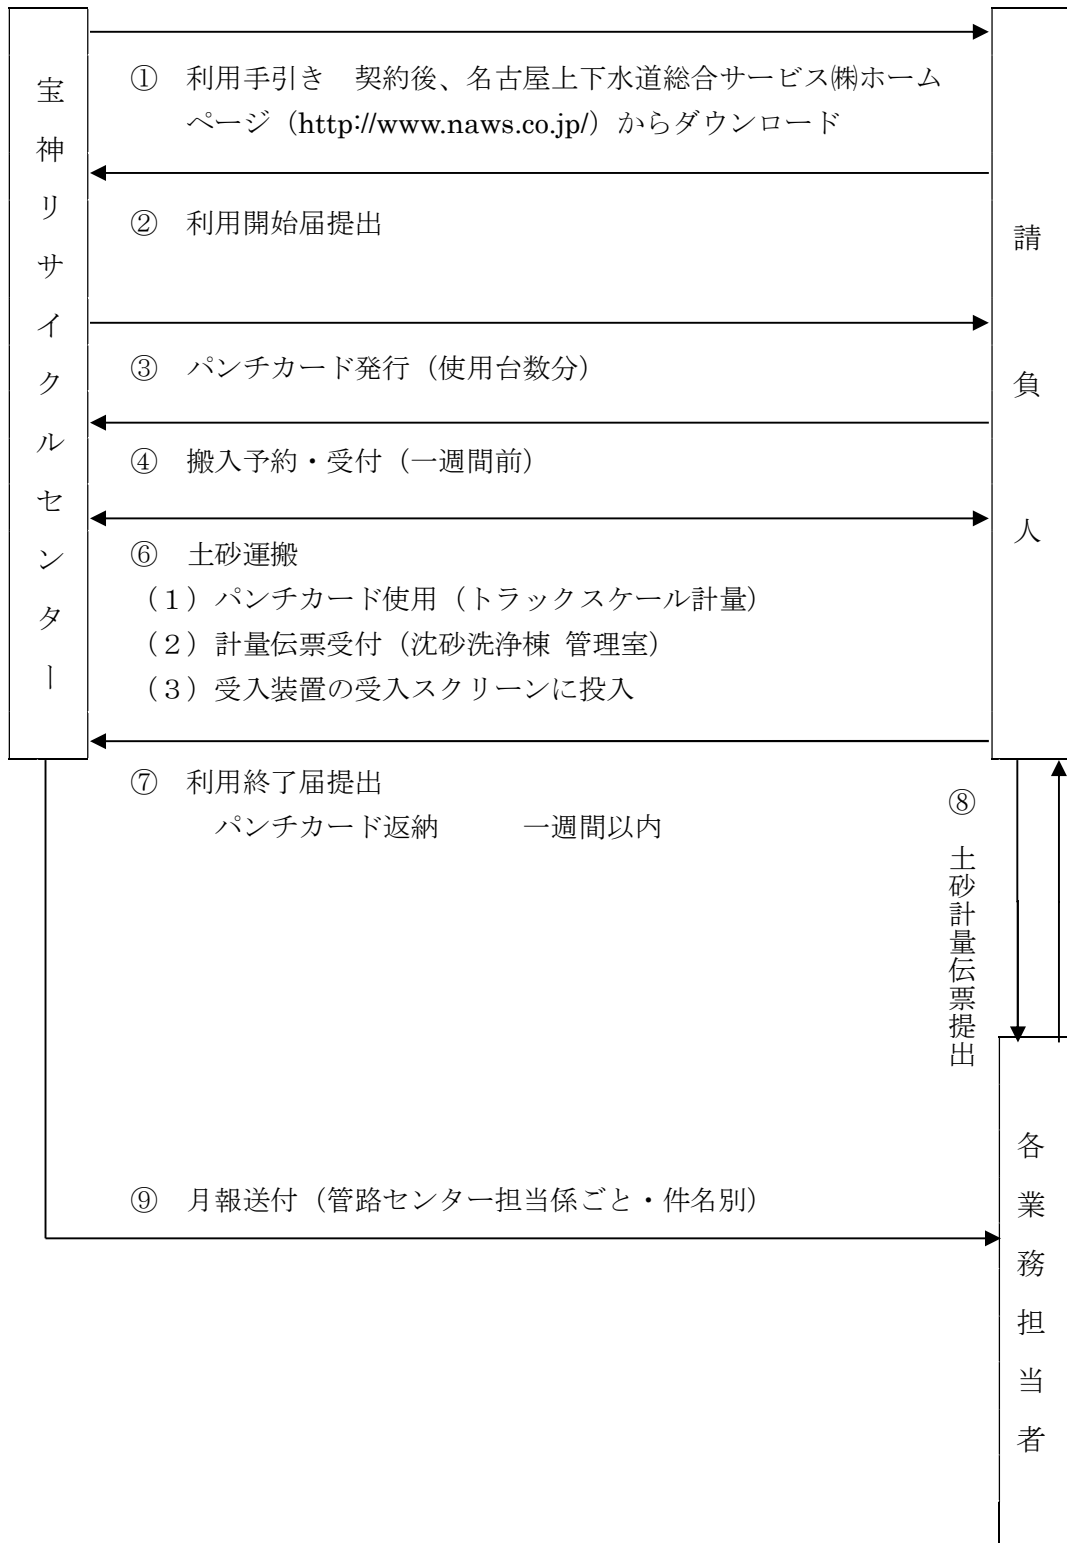 宝神リサイクルセンター
① 利用手引き 契約後、名古屋上下水道総合サービス㈱ホーム
ページ（http://www.naws.co.jp/）からダウンロード
② 利用開始届提出
③ パンチカード発行（使用台数分）
④ 搬入予約・受付（一週間前）
⑥ 土砂運搬
（１）パンチカード使用（トラックスケール計量）
（２）計量伝票受付（沈砂洗浄棟 管理室）
（３）受入装置の受入スクリーンに投入
⑦ 利用終了届提出
パンチカード返納 一週間以内
請負人
⑧ 土砂計量伝票提出
⑨ 月報送付（管路センター担当係ごと・件名別）
各業務担当者